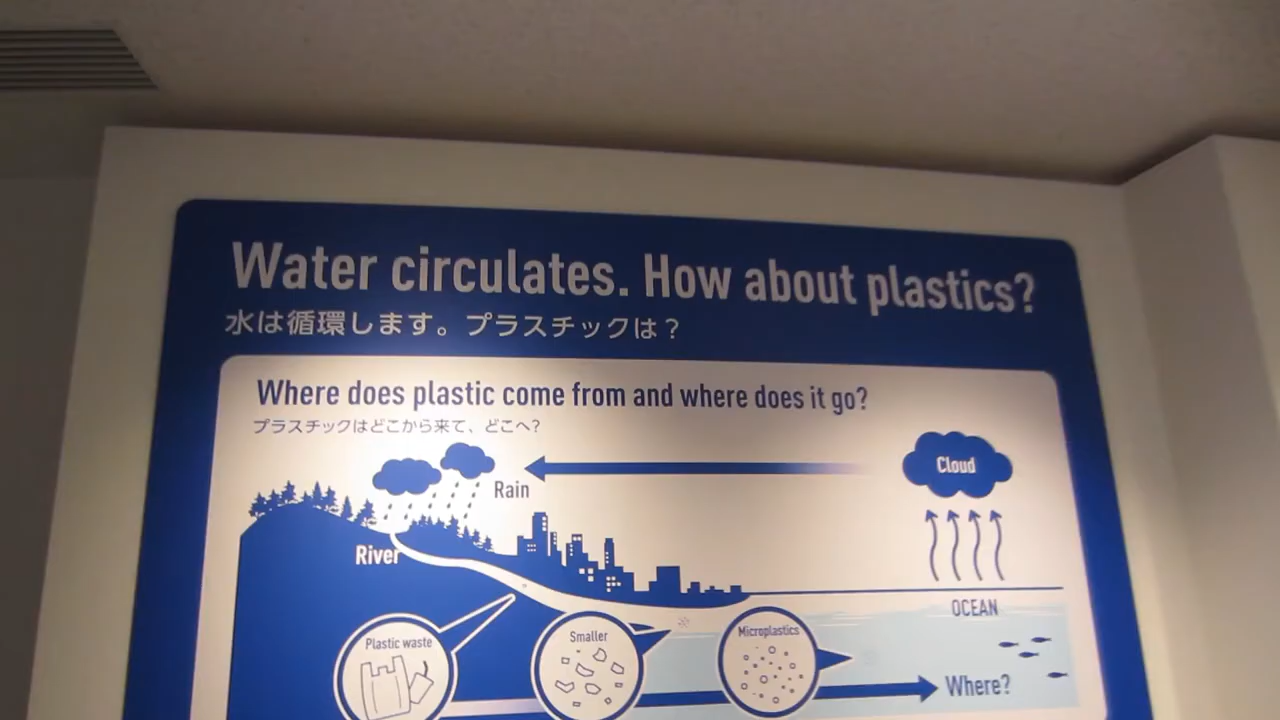 Water circulates. How about plastics?
水は循環します。プラスチックは？
Where does plastic come from and where does it go?
プラスチックはどこから来て、どこへ？
Cloud
Rain
River
OCEAN
Plastic waste
Smaller
Microplastics
Where?